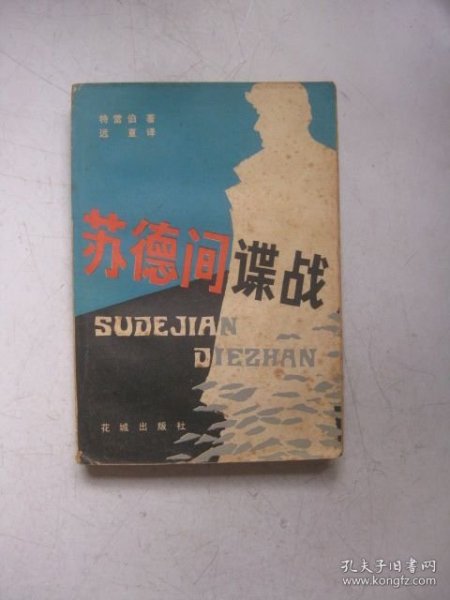 特雷伯 著
远直 译
苏德间谍战
SUDEJIAN
DIEZHAN
花城出版社
孔夫子旧书网
www.kongfz.com